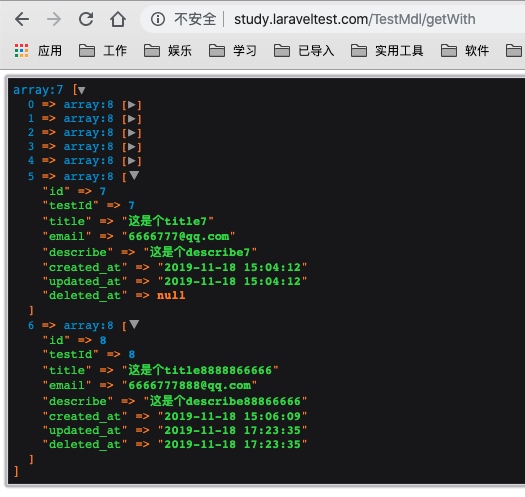 不安全 | study.laraveltest.com/TestMdl/getWith
应用 工作 娱乐 学习 已导入 实用工具 软件
array:7 [▼
0 => array:8 [▶]
1 => array:8 [▶]
2 => array:8 [▶]
3 => array:8 [▶]
4 => array:8 [▶]
5 => array:8 [▼
"id" => 7
"testId" => 7
"title" => "这是个title7"
"email" => "6666777@qq.com"
"describe" => "这是个describe7"
"created_at" => "2019-11-18 15:04:12"
"updated_at" => "2019-11-18 15:04:12"
"deleted_at" => null
]
6 => array:8 [▼
"id" => 8
"testId" => 8
"title" => "这是个title8888866666"
"email" => "6666777888@qq.com"
"describe" => "这是个describe88866666"
"created_at" => "2019-11-18 15:06:09"
"updated_at" => "2019-11-18 17:23:35"
"deleted_at" => "2019-11-18 17:23:35"
]
]